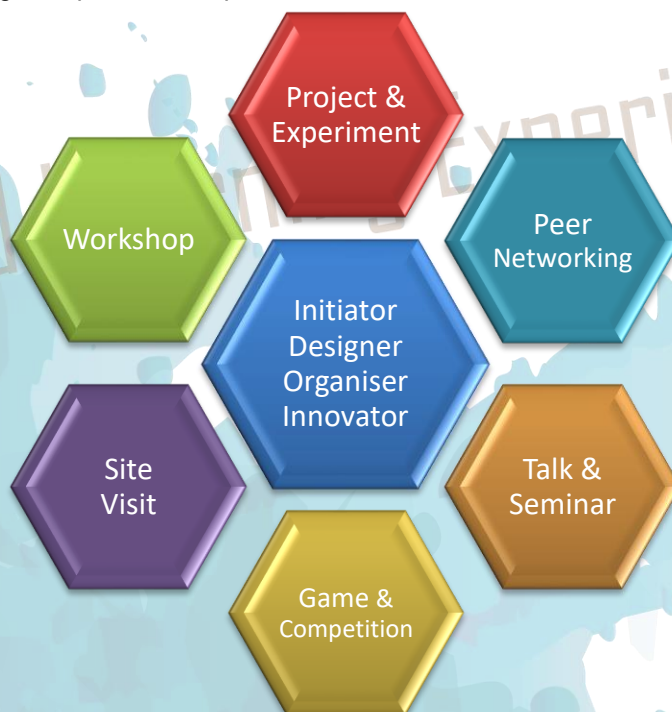 Project &
Experiment
Workshop
Peer
Networking
Initiator
Designer
Organiser
Innovator
Site
Visit
Talk &
Seminar
Game &
Competition